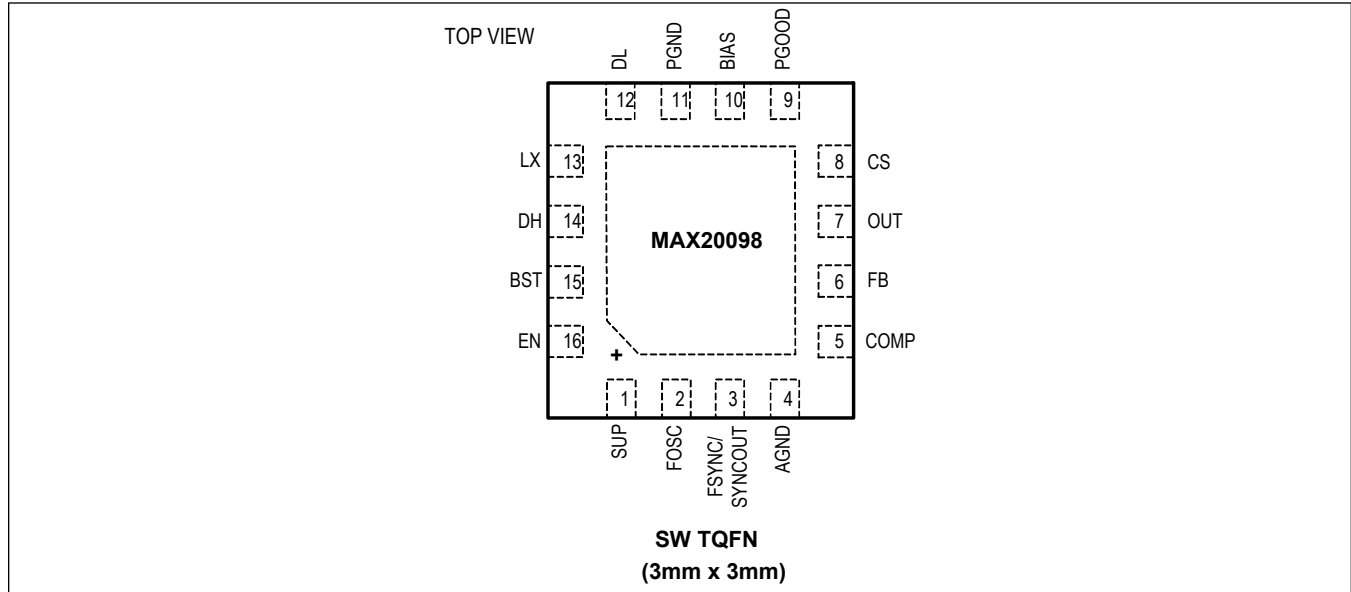 TOP VIEW
DL
PGND
BIAS
PGOOD
12
11
10
9
LX
13
8
CS
DH
14
7
OUT
MAX20098
BST
15
6
FB
EN
16
5
COMP
+
1
2
3
4
SUP
FOSC
FSYNC/
SYNCOUT
AGND
SW TQFN
(3mm x 3mm)